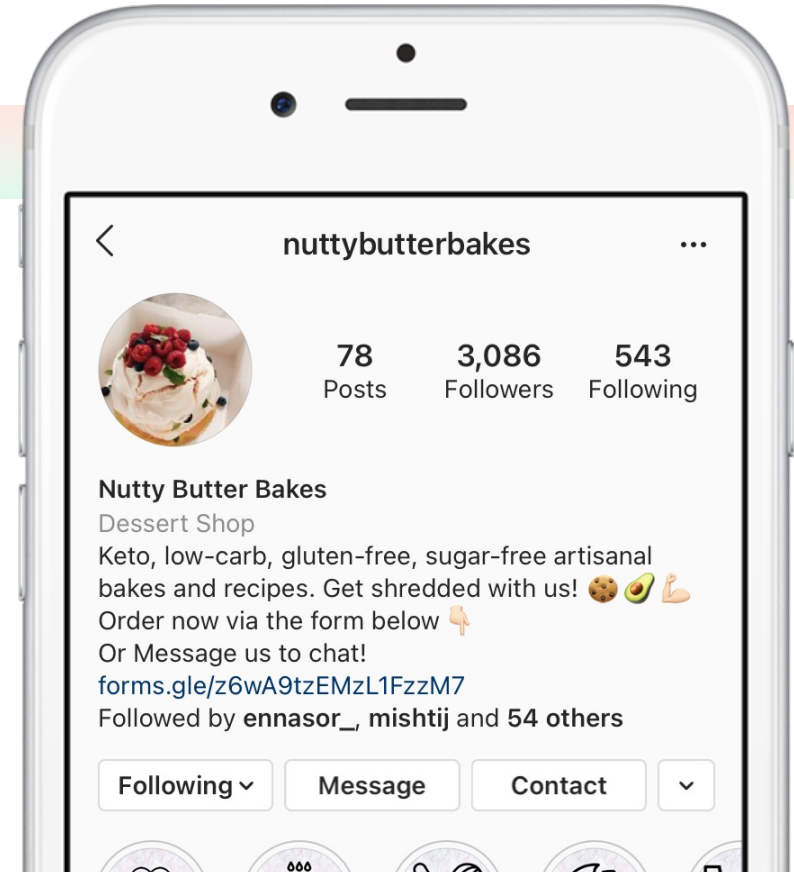 nuttybutterbakes
78 3,086 543
Posts Followers Following
Nutty Butter Bakes
Dessert Shop
Keto, low-carb, gluten-free, sugar-free artisanal
bakes and recipes. Get shredded with us! 🍪🥑💪🏻
Order now via the form below 👇🏻
Or Message us to chat!
forms.gle/z6wA9tzEMzL1FzzM7
Followed by ennasor_, mishtij and 54 others
Following Message Contact